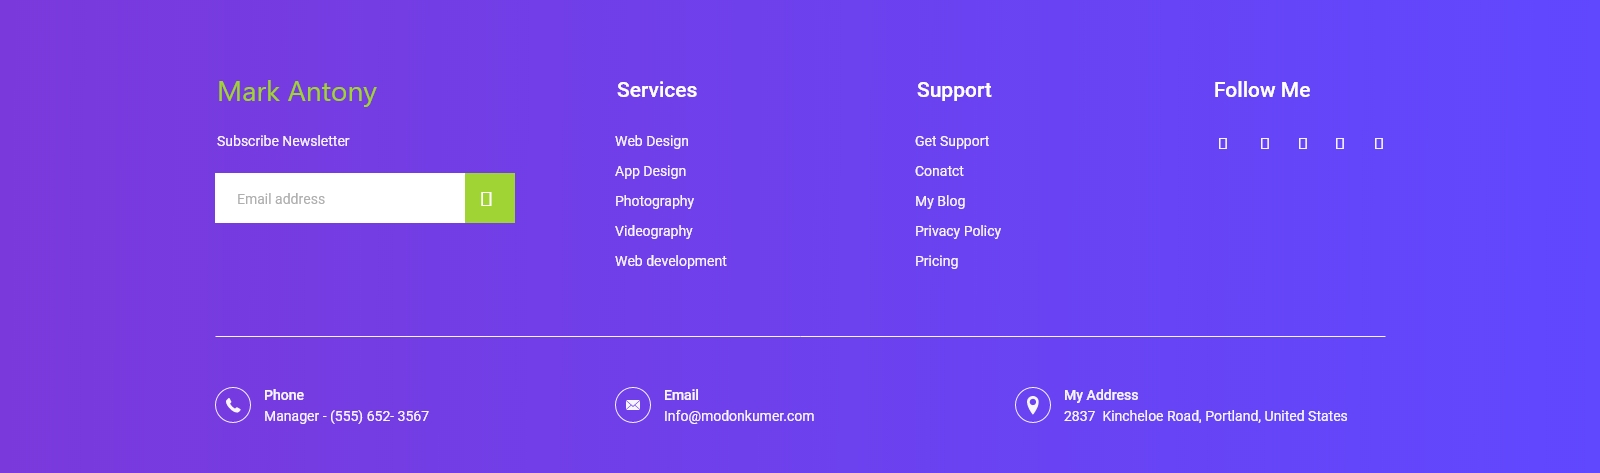 Mark Antony
Subscribe Newsletter
Email address
Services
Web Design
App Design
Photography
Videography
Web development
Support
Get Support
Conatct
My Blog
Privacy Policy
Pricing
Follow Me
Phone
Manager - (555) 652- 3567
Email
Info@modonkumer.com
My Address
2837  Kincheloe Road, Portland, United States